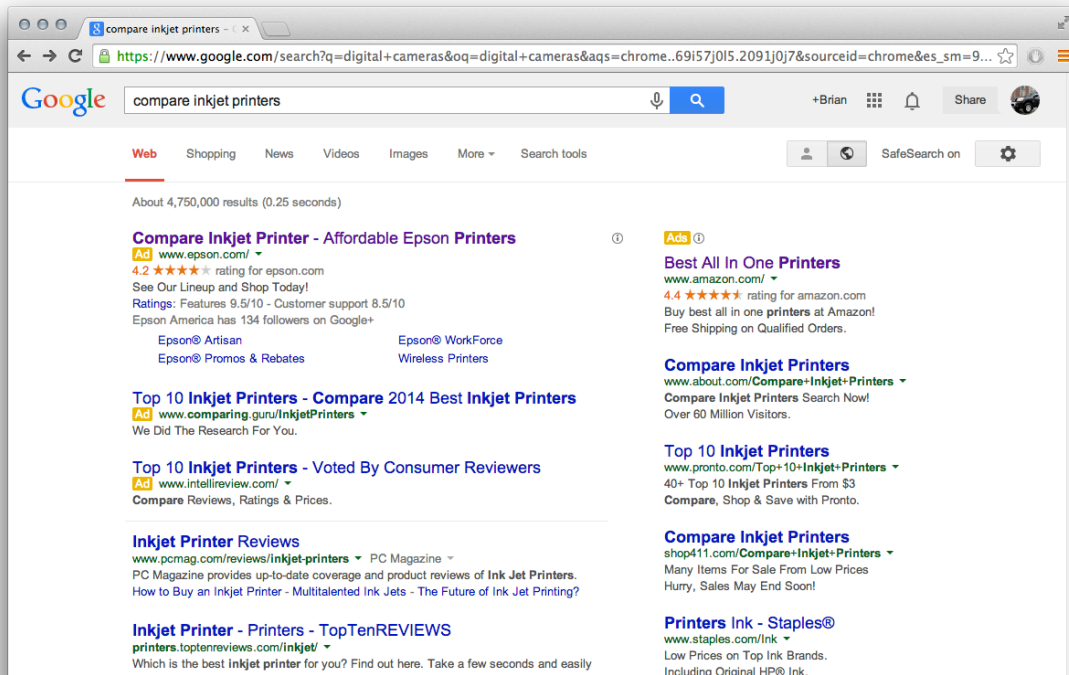 compare inkjet printers -
https://www.google.com/search?q=digital+cameras&oq=digital+cameras&aqs=chrome..69i57j0l5.2091j0j7&sourceid=chrome&es_sm=9...
Google
compare inkjet printers
+Brian
Share
Web Shopping News Videos Images More Search tools
SafeSearch on
About 4,750,000 results (0.25 seconds)
Compare Inkjet Printer - Affordable Epson Printers
Ad www.epson.com/
4.2 rating for epson.com
See Our Lineup and Shop Today!
Ratings: Features 9.5/10 - Customer support 8.5/10
Epson America has 134 followers on Google+
Epson® Artisan Epson® WorkForce
Epson® Promos & Rebates Wireless Printers
Top 10 Inkjet Printers - Compare 2014 Best Inkjet Printers
Ad www.comparing.guru/InkjetPrinters
We Did The Research For You.
Top 10 Inkjet Printers - Voted By Consumer Reviewers
Ad www.intellireview.com/
Compare Reviews, Ratings & Prices.
Inkjet Printer Reviews
www.pcmag.com/reviews/inkjet-printers PC Magazine
PC Magazine provides up-to-date coverage and product reviews of Ink Jet Printers.
How to Buy an Inkjet Printer - Multitalented Ink Jets - The Future of Ink Jet Printing?
Inkjet Printer - Printers - TopTenREVIEWS
printers.toptenreviews.com/inkjet/
Which is the best inkjet printer for you? Find out here. Take a few seconds and easily
Ads
Best All In One Printers
www.amazon.com/
4.4 rating for amazon.com
Buy best all in one printers at Amazon!
Free Shipping on Qualified Orders.
Compare Inkjet Printers
www.about.com/Compare+Inkjet+Printers
Compare Inkjet Printers Search Now!
Over 60 Million Visitors.
Top 10 Inkjet Printers
www.pronto.com/Top+10+Inkjet+Printers
40+ Top 10 Inkjet Printers From $3
Compare, Shop & Save with Pronto.
Compare Inkjet Printers
shop411.com/Compare+Inkjet+Printers
Many Items For Sale From Low Prices
Hurry, Sales May End Soon!
Printers Ink - Staples®
www.staples.com/Ink
Low Prices on Top Ink Brands.
Including Original HP® Ink.